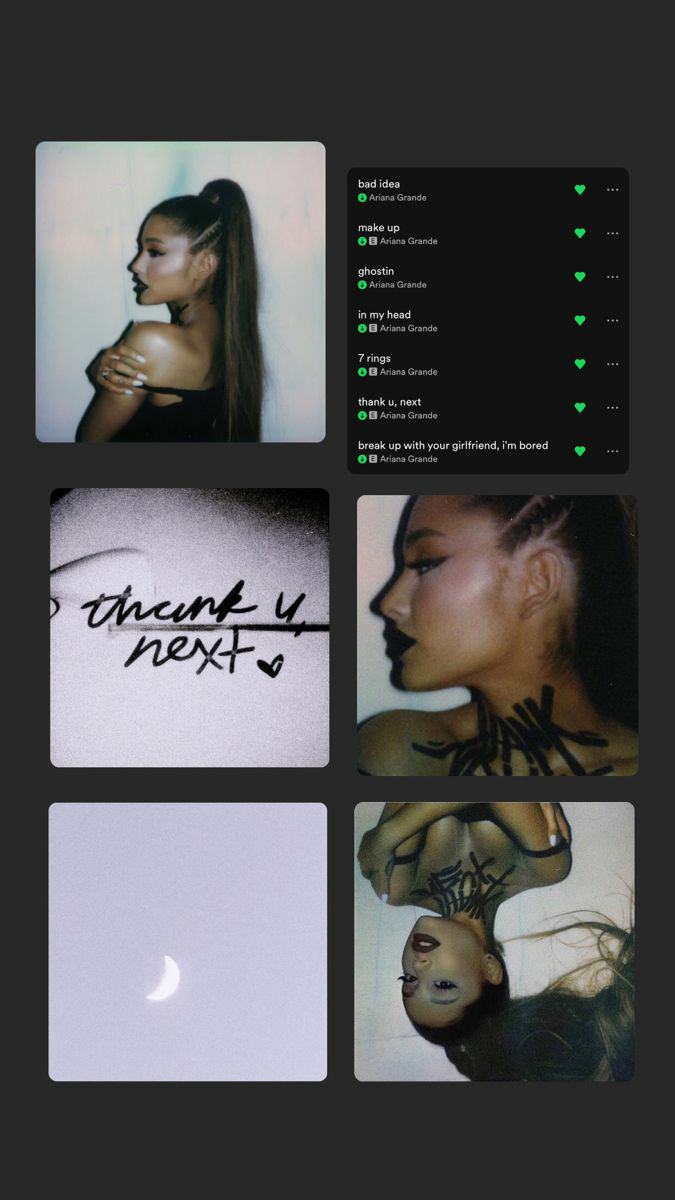 bad idea
Ariana Grande
make up
E Ariana Grande
ghostin
Ariana Grande
in my head
E Ariana Grande
7 rings
E Ariana Grande
thank u, next
E Ariana Grande
break up with your girlfriend, i'm bored
E Ariana Grande
thank u,
next
THANK